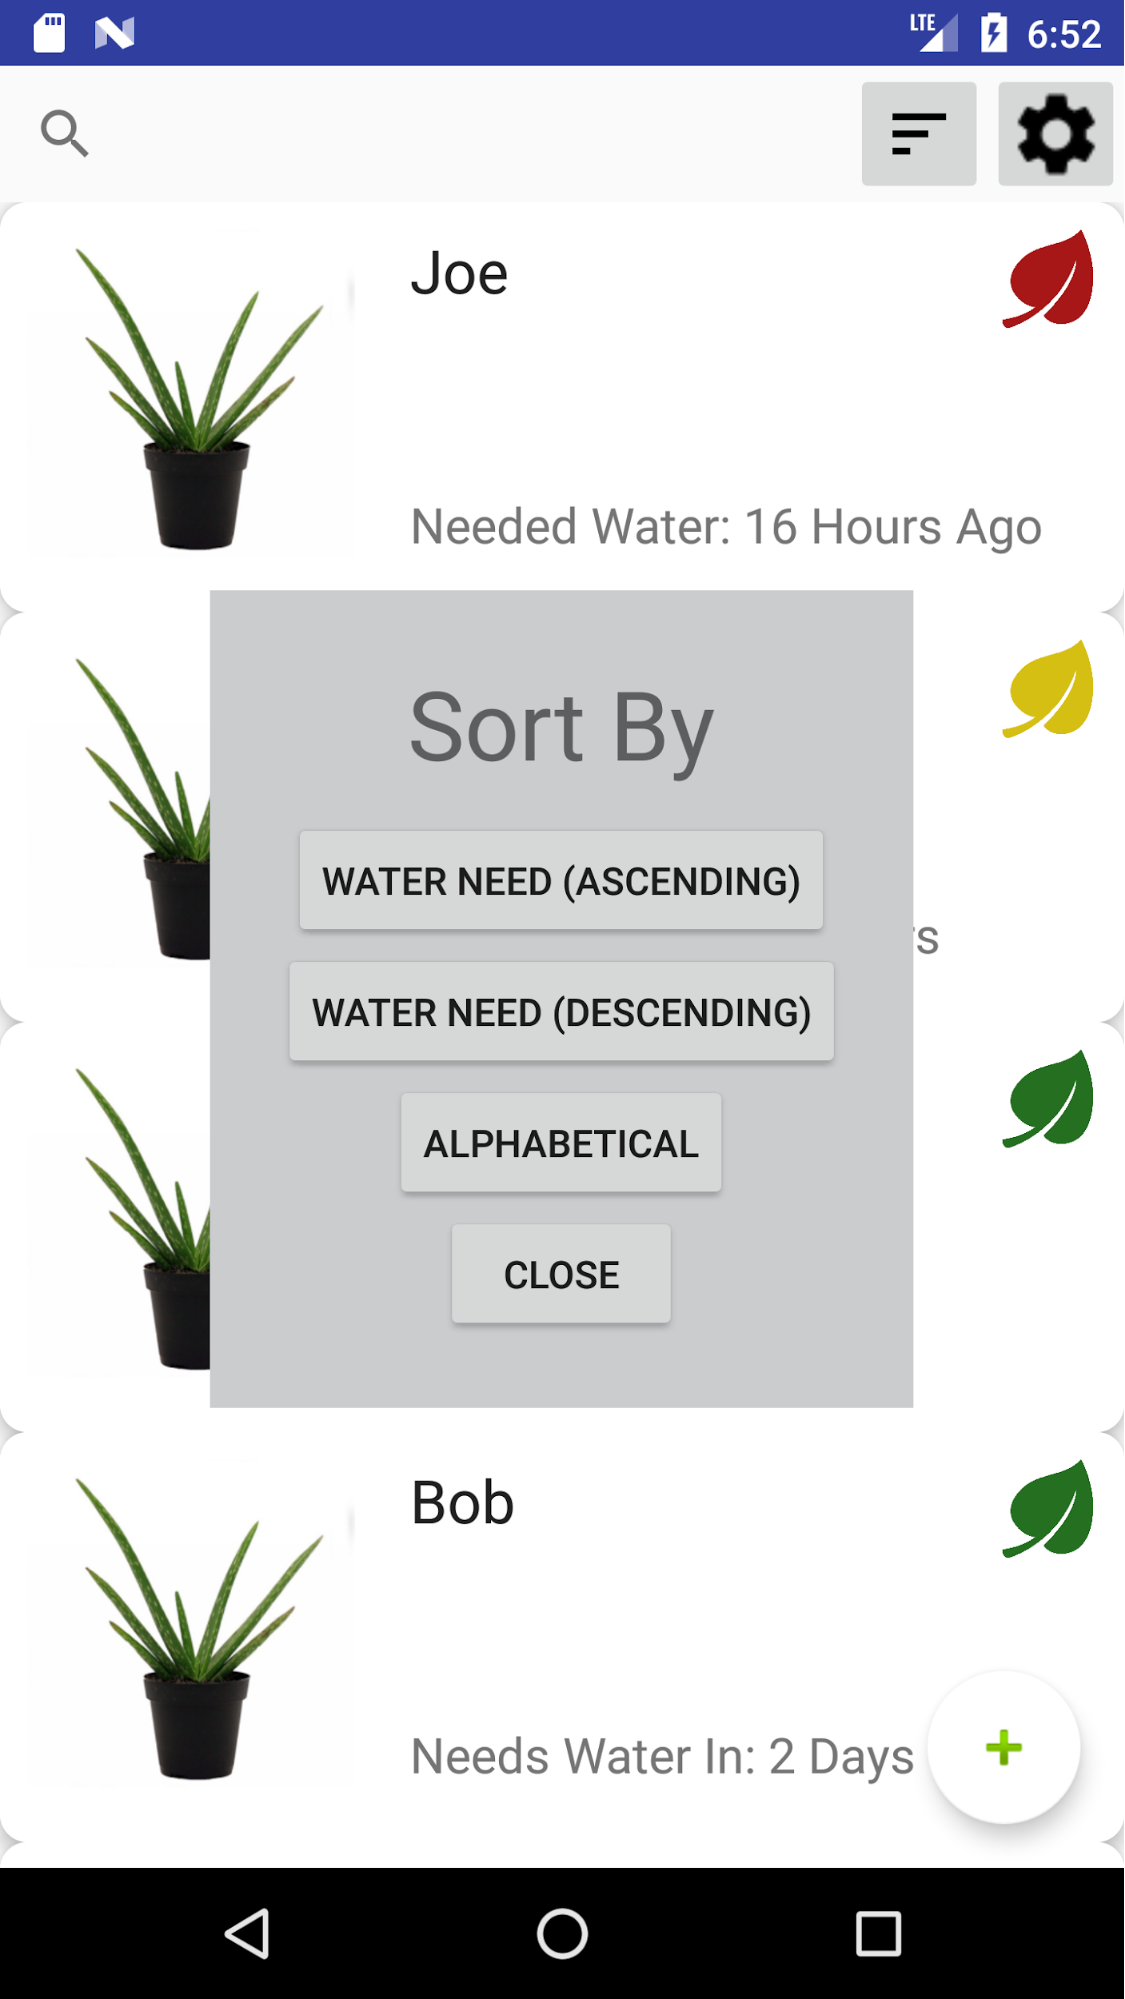 LTE 6:52
Joe
Needed Water: 16 Hours Ago
Sort By
WATER NEED (ASCENDING)
WATER NEED (DESCENDING)
ALPHABETICAL
CLOSE
Bob
Needs Water In: 2 Days